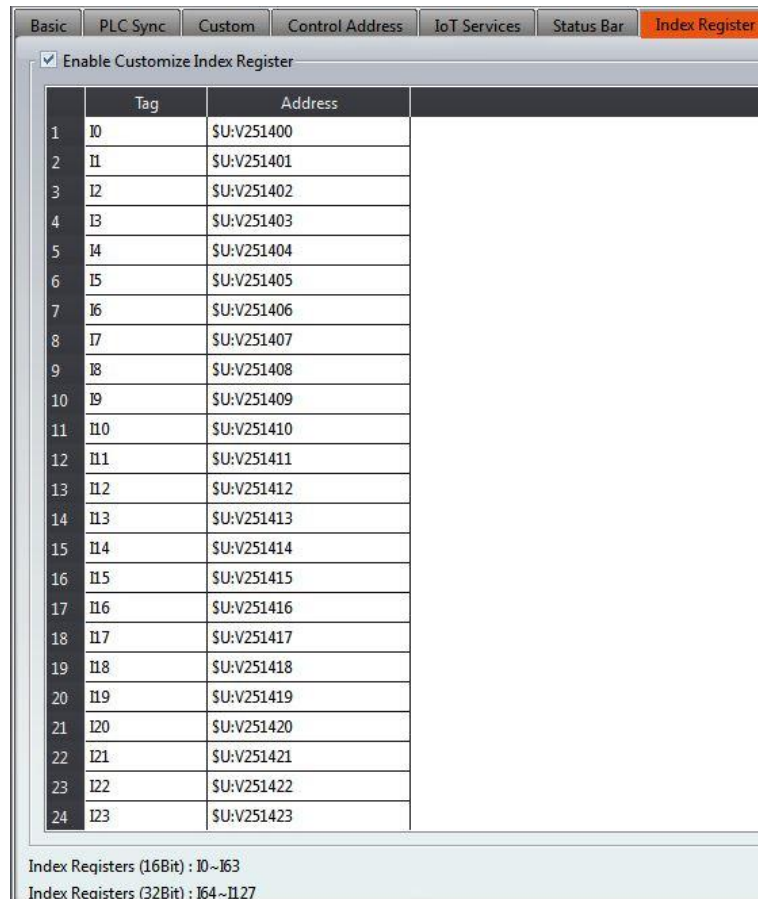 Basic PLC Sync Custom Control Address IoT Services Status Bar Index Register
Enable Customize Index Register
Tag Address
1 I0 $U:V251400
2 I1 $U:V251401
3 I2 $U:V251402
4 I3 $U:V251403
5 I4 $U:V251404
6 I5 $U:V251405
7 I6 $U:V251406
8 I7 $U:V251407
9 I8 $U:V251408
10 I9 $U:V251409
11 I10 $U:V251410
12 I11 $U:V251411
13 I12 $U:V251412
14 I13 $U:V251413
15 I14 $U:V251414
16 I15 $U:V251415
17 I16 $U:V251416
18 I17 $U:V251417
19 I18 $U:V251418
20 I19 $U:V251419
21 I20 $U:V251420
22 I21 $U:V251421
23 I22 $U:V251422
24 I23 $U:V251423
Index Registers (16Bit) : I0~I63
Index Registers (32Bit) : I64~I127